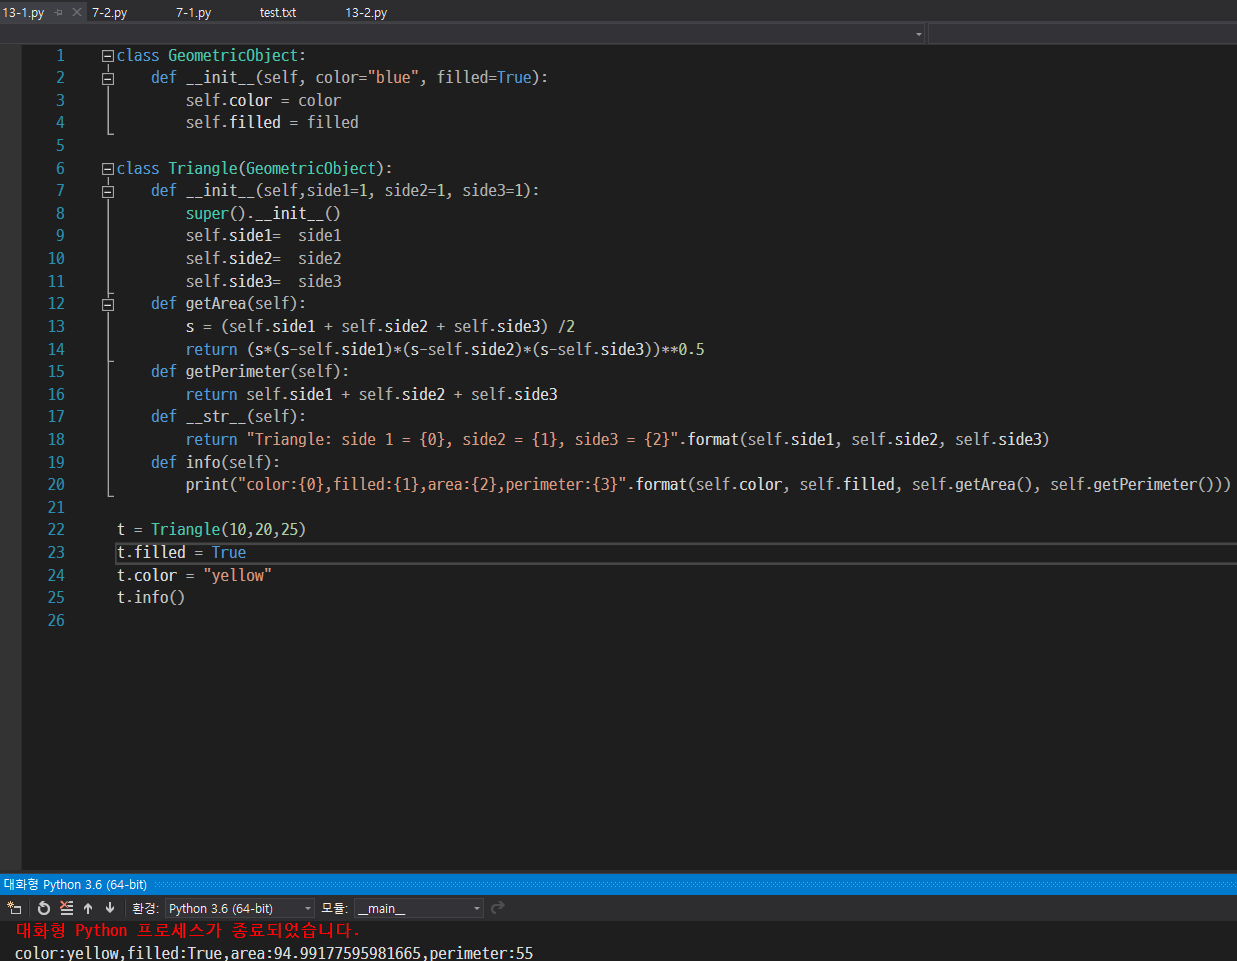 13-1.py 7-2.py 7-1.py test.txt 13-2.py
1 class GeometricObject:
2     def __init__(self, color="blue", filled=True):
3         self.color = color
4         self.filled = filled
5
6 class Triangle(GeometricObject):
7     def __init__(self,side1=1, side2=1, side3=1):
8         super().__init__()
9         self.side1=  side1
10         self.side2=  side2
11         self.side3=  side3
12     def getArea(self):
13         s = (self.side1 + self.side2 + self.side3) /2
14         return (s*(s-self.side1)*(s-self.side2)*(s-self.side3))**0.5
15     def getPerimeter(self):
16         return self.side1 + self.side2 + self.side3
17     def __str__(self):
18         return "Triangle: side 1 = {0}, side2 = {1}, side3 = {2}".format(self.side1, self.side2, self.side3)
19     def info(self):
20         print("color:{0},filled:{1},area:{2},perimeter:{3}".format(self.color, self.filled, self.getArea(), self.getPerimeter()))
21
22 t = Triangle(10,20,25)
23 t.filled = True
24 t.color = "yellow"
25 t.info()
26
대화형 Python 3.6 (64-bit)
환경: Python 3.6 (64-bit) 모듈: __main__
대화형 Python 프로세스가 종료되었습니다.
color:yellow,filled:True,area:94.99177595981665,perimeter:55